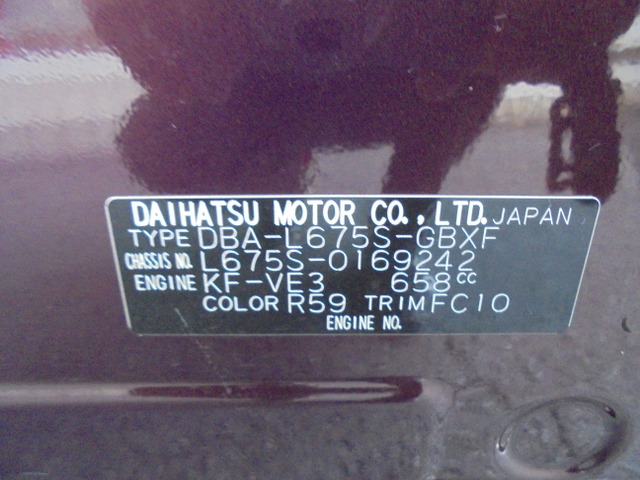 DAIHATSU MOTOR CO., LTD. JAPAN
TYPE DBA-L675S-GBXF
CHASSIS NO. L675S-0169242
ENGINE KF-VE3 658cc
COLOR R59 TRIM FC10
ENGINE NO.